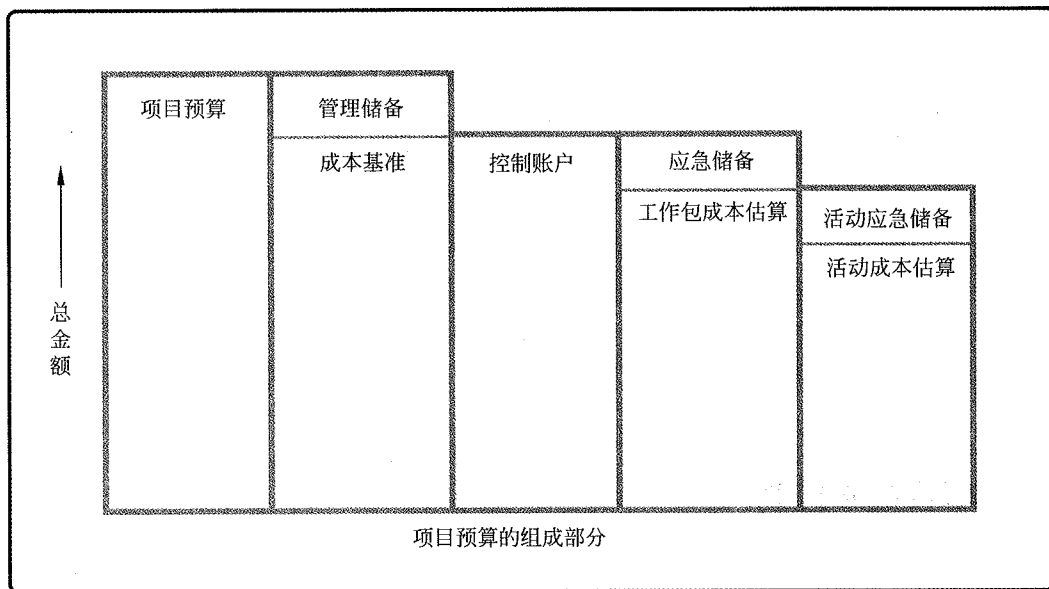 项目预算
管理储备
成本基准
控制账户
应急储备
工作包成本估算
活动应急储备
活动成本估算
总金额
项目预算的组成部分